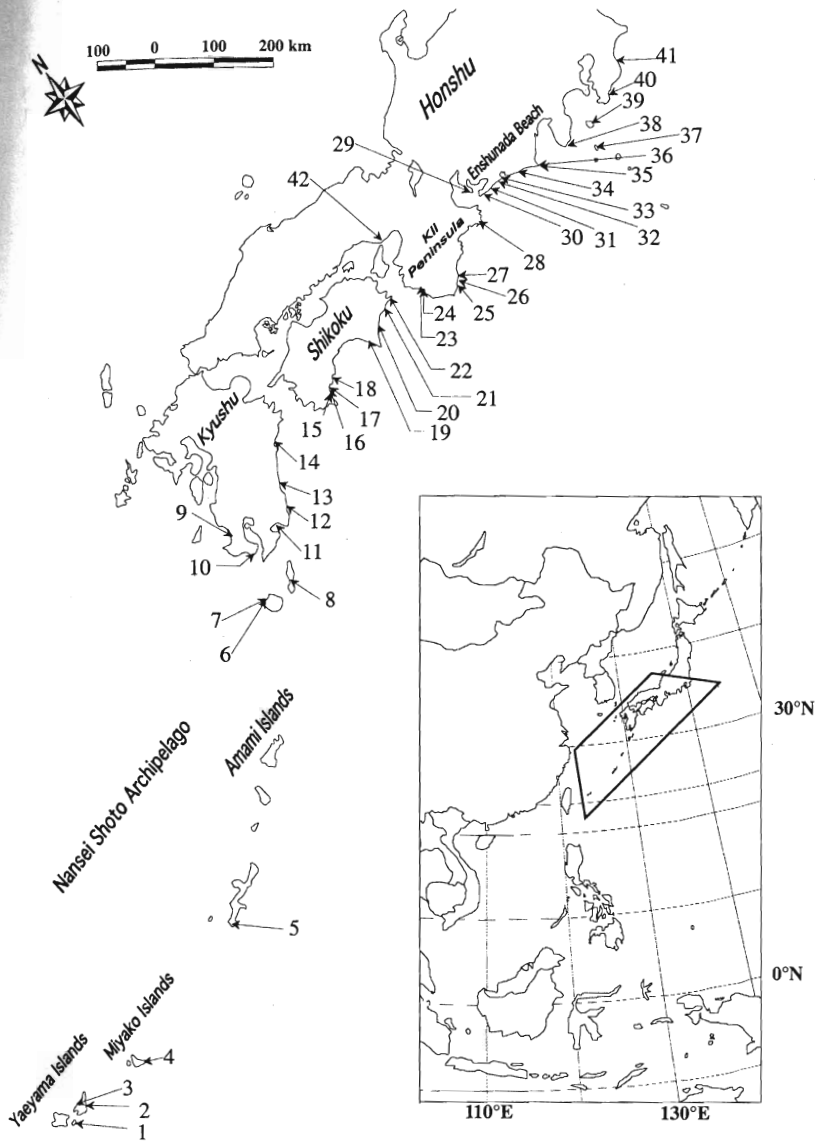 100 0 100 200 km
N
Honshu
41
40
39
38
37
Enshunada Beach
29
36
35
34
33
32
31
30
42
Kii
Peninsula
28
27
26
25
24
23
Shikoku
22
21
20
19
18
17
16
15
Kyushu
14
13
12
11
9
10
8
7
6
30°N
Nansei Shoto Archipelago
Amami Islands
5
0°N
Miyako Islands
4
Yaeyama Islands
3
2
1
110°E 130°E